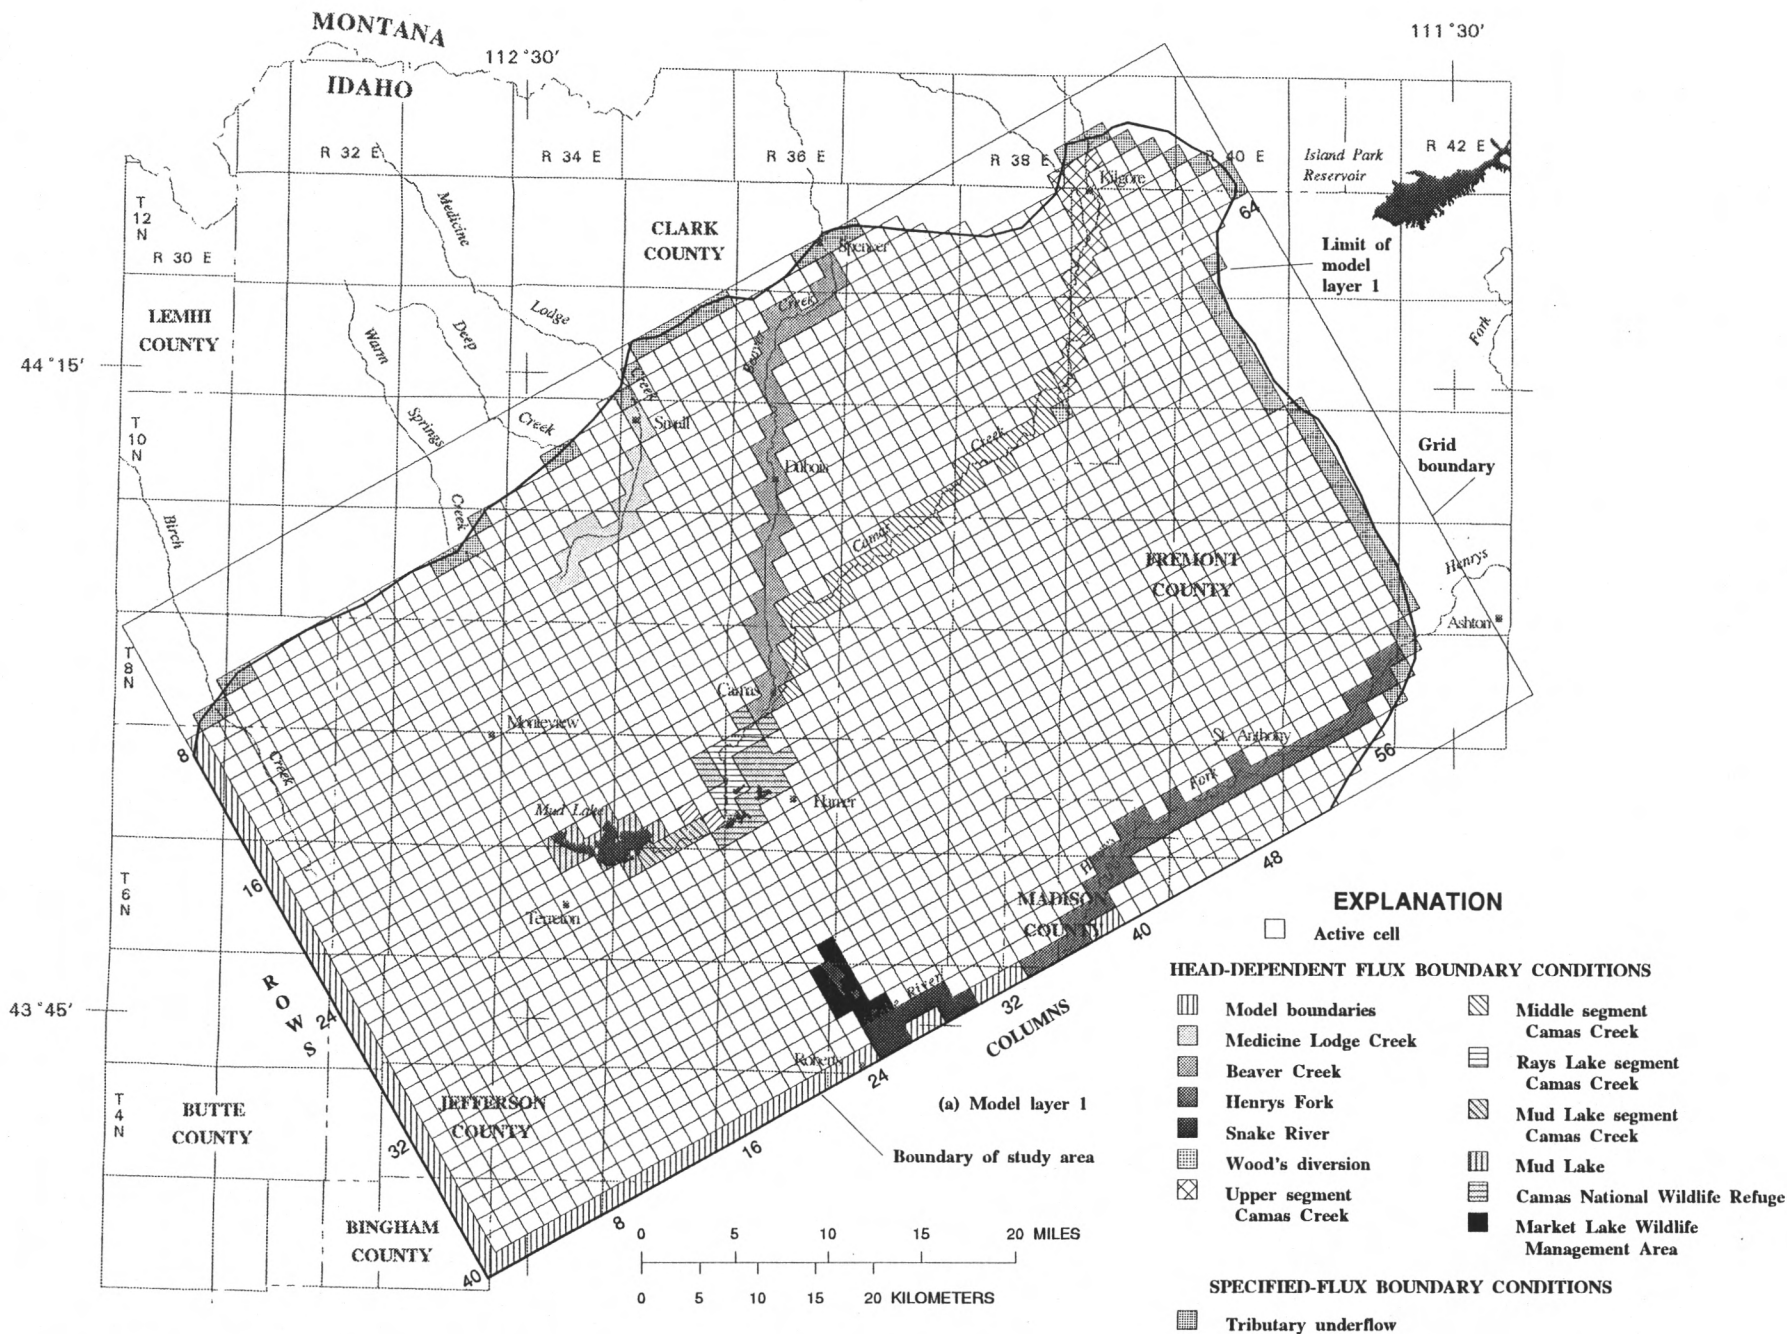 MONTANA
112°30′
111°30′
IDAHO
R 32 E
R 34 E
R 36 E
R 38 E
R 40 E
Island Park
Reservoir
R 42 E
T
12
N
Medicine
Kilgore
64
CLARK
COUNTY
Spencer
Limit of
model
layer 1
R 30 E
LEMHI
COUNTY
Lodge
Creek
Deep
Warm
Beaver
Fork
44°15′
Creek
Small
Springs
Creek
Creek
T
10
N
Grid
boundary
Dubois
Creek
Birch
Camas
FREMONT
COUNTY
Henrys
Ashton
T
8
N
Camas
Monteview
St. Anthony
8
56
Creek
Fork
Mud Lake
Hamer
48
Henrys
T
6
N
16
Terreton
MADISON
COUNTY
40
EXPLANATION
Active cell
HEAD-DEPENDENT FLUX BOUNDARY CONDITIONS
Model boundaries
Medicine Lodge Creek
Beaver Creek
Henrys Fork
Snake River
Wood's diversion
Upper segment
Camas Creek
Middle segment
Camas Creek
Rays Lake segment
Camas Creek
Mud Lake segment
Camas Creek
Mud Lake
Camas National Wildlife Refuge
Market Lake Wildlife
Management Area
SPECIFIED-FLUX BOUNDARY CONDITIONS
Tributary underflow
43°45′
ROWS
24
River
32
COLUMNS
Roberts
24
T
4
N
BUTTE
COUNTY
JEFFERSON
COUNTY
(a) Model layer 1
32
16
Boundary of study area
BINGHAM
COUNTY
8
40
0 5 10 15 20 MILES
0 5 10 15 20 KILOMETERS